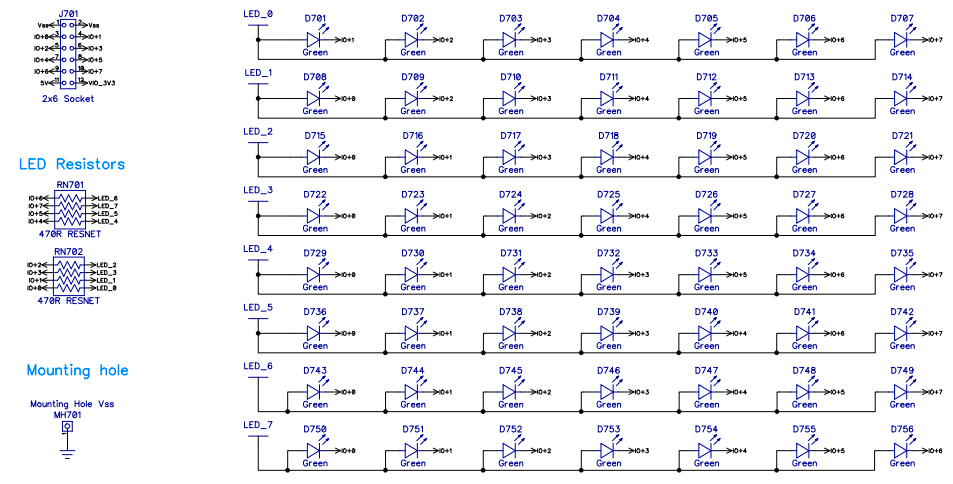 J701
Vss 1 2 Vss
IO+0 3 4 IO+1
IO+2 5 6 IO+3
IO+4 7 8 IO+5
IO+6 9 10 IO+7
5V 11 12 VIO_3V3
2x6 Socket
LED Resistors
RN701
IO+6 LED_6
IO+7 LED_7
IO+5 LED_5
IO+4 LED_4
470R RESNET
RN702
IO+2 LED_2
IO+3 LED_3
IO+1 LED_1
IO+0 LED_0
470R RESNET
Mounting hole
Mounting Hole Vss
MH701
1
LED_0
D701 D702 D703 D704 D705 D706 D707
IO+1 IO+2 IO+3 IO+4 IO+5 IO+6 IO+7
Green Green Green Green Green Green Green
LED_1
D708 D709 D710 D711 D712 D713 D714
IO+0 IO+2 IO+3 IO+4 IO+5 IO+6 IO+7
Green Green Green Green Green Green Green
LED_2
D715 D716 D717 D718 D719 D720 D721
IO+0 IO+1 IO+3 IO+4 IO+5 IO+6 IO+7
Green Green Green Green Green Green Green
LED_3
D722 D723 D724 D725 D726 D727 D728
IO+0 IO+1 IO+2 IO+4 IO+5 IO+6 IO+7
Green Green Green Green Green Green Green
LED_4
D729 D730 D731 D732 D733 D734 D735
IO+0 IO+1 IO+2 IO+3 IO+5 IO+6 IO+7
Green Green Green Green Green Green Green
LED_5
D736 D737 D738 D739 D740 D741 D742
IO+0 IO+1 IO+2 IO+3 IO+4 IO+6 IO+7
Green Green Green Green Green Green Green
LED_6
D743 D744 D745 D746 D747 D748 D749
IO+0 IO+1 IO+2 IO+3 IO+4 IO+5 IO+7
Green Green Green Green Green Green Green
LED_7
D750 D751 D752 D753 D754 D755 D756
IO+0 IO+1 IO+2 IO+3 IO+4 IO+5 IO+6
Green Green Green Green Green Green Green